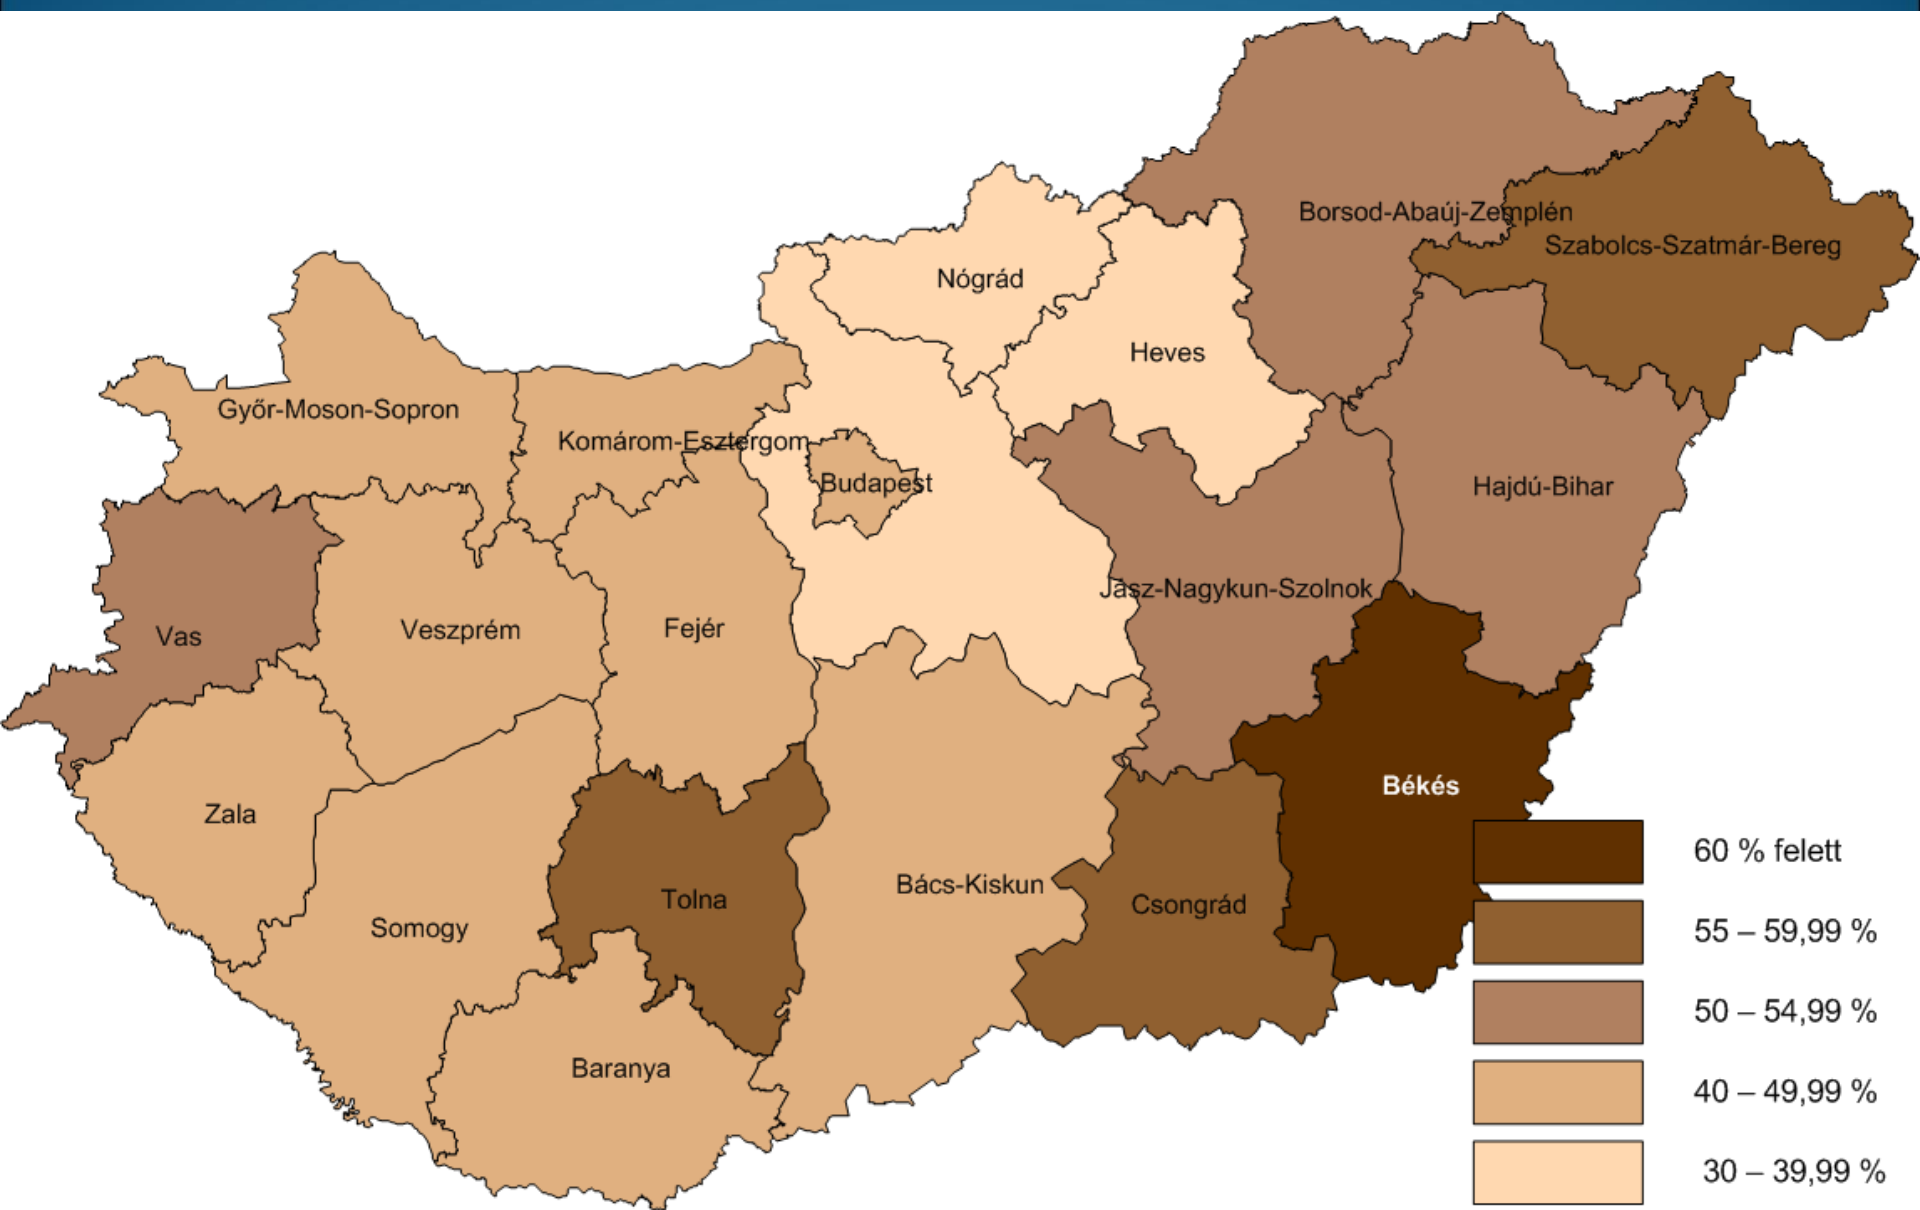 Borsod-Abaúj-Zemplén
Szabolcs-Szatmár-Bereg
Nógrád
Heves
Győr-Moson-Sopron
Komárom-Esztergom
Budapest
Hajdú-Bihar
Jász-Nagykun-Szolnok
Vas
Veszprém
Fejér
Békés
Zala
Bács-Kiskun
Tolna
Csongrád
Somogy
Baranya
60 % felett
55 – 59,99 %
50 – 54,99 %
40 – 49,99 %
30 – 39,99 %